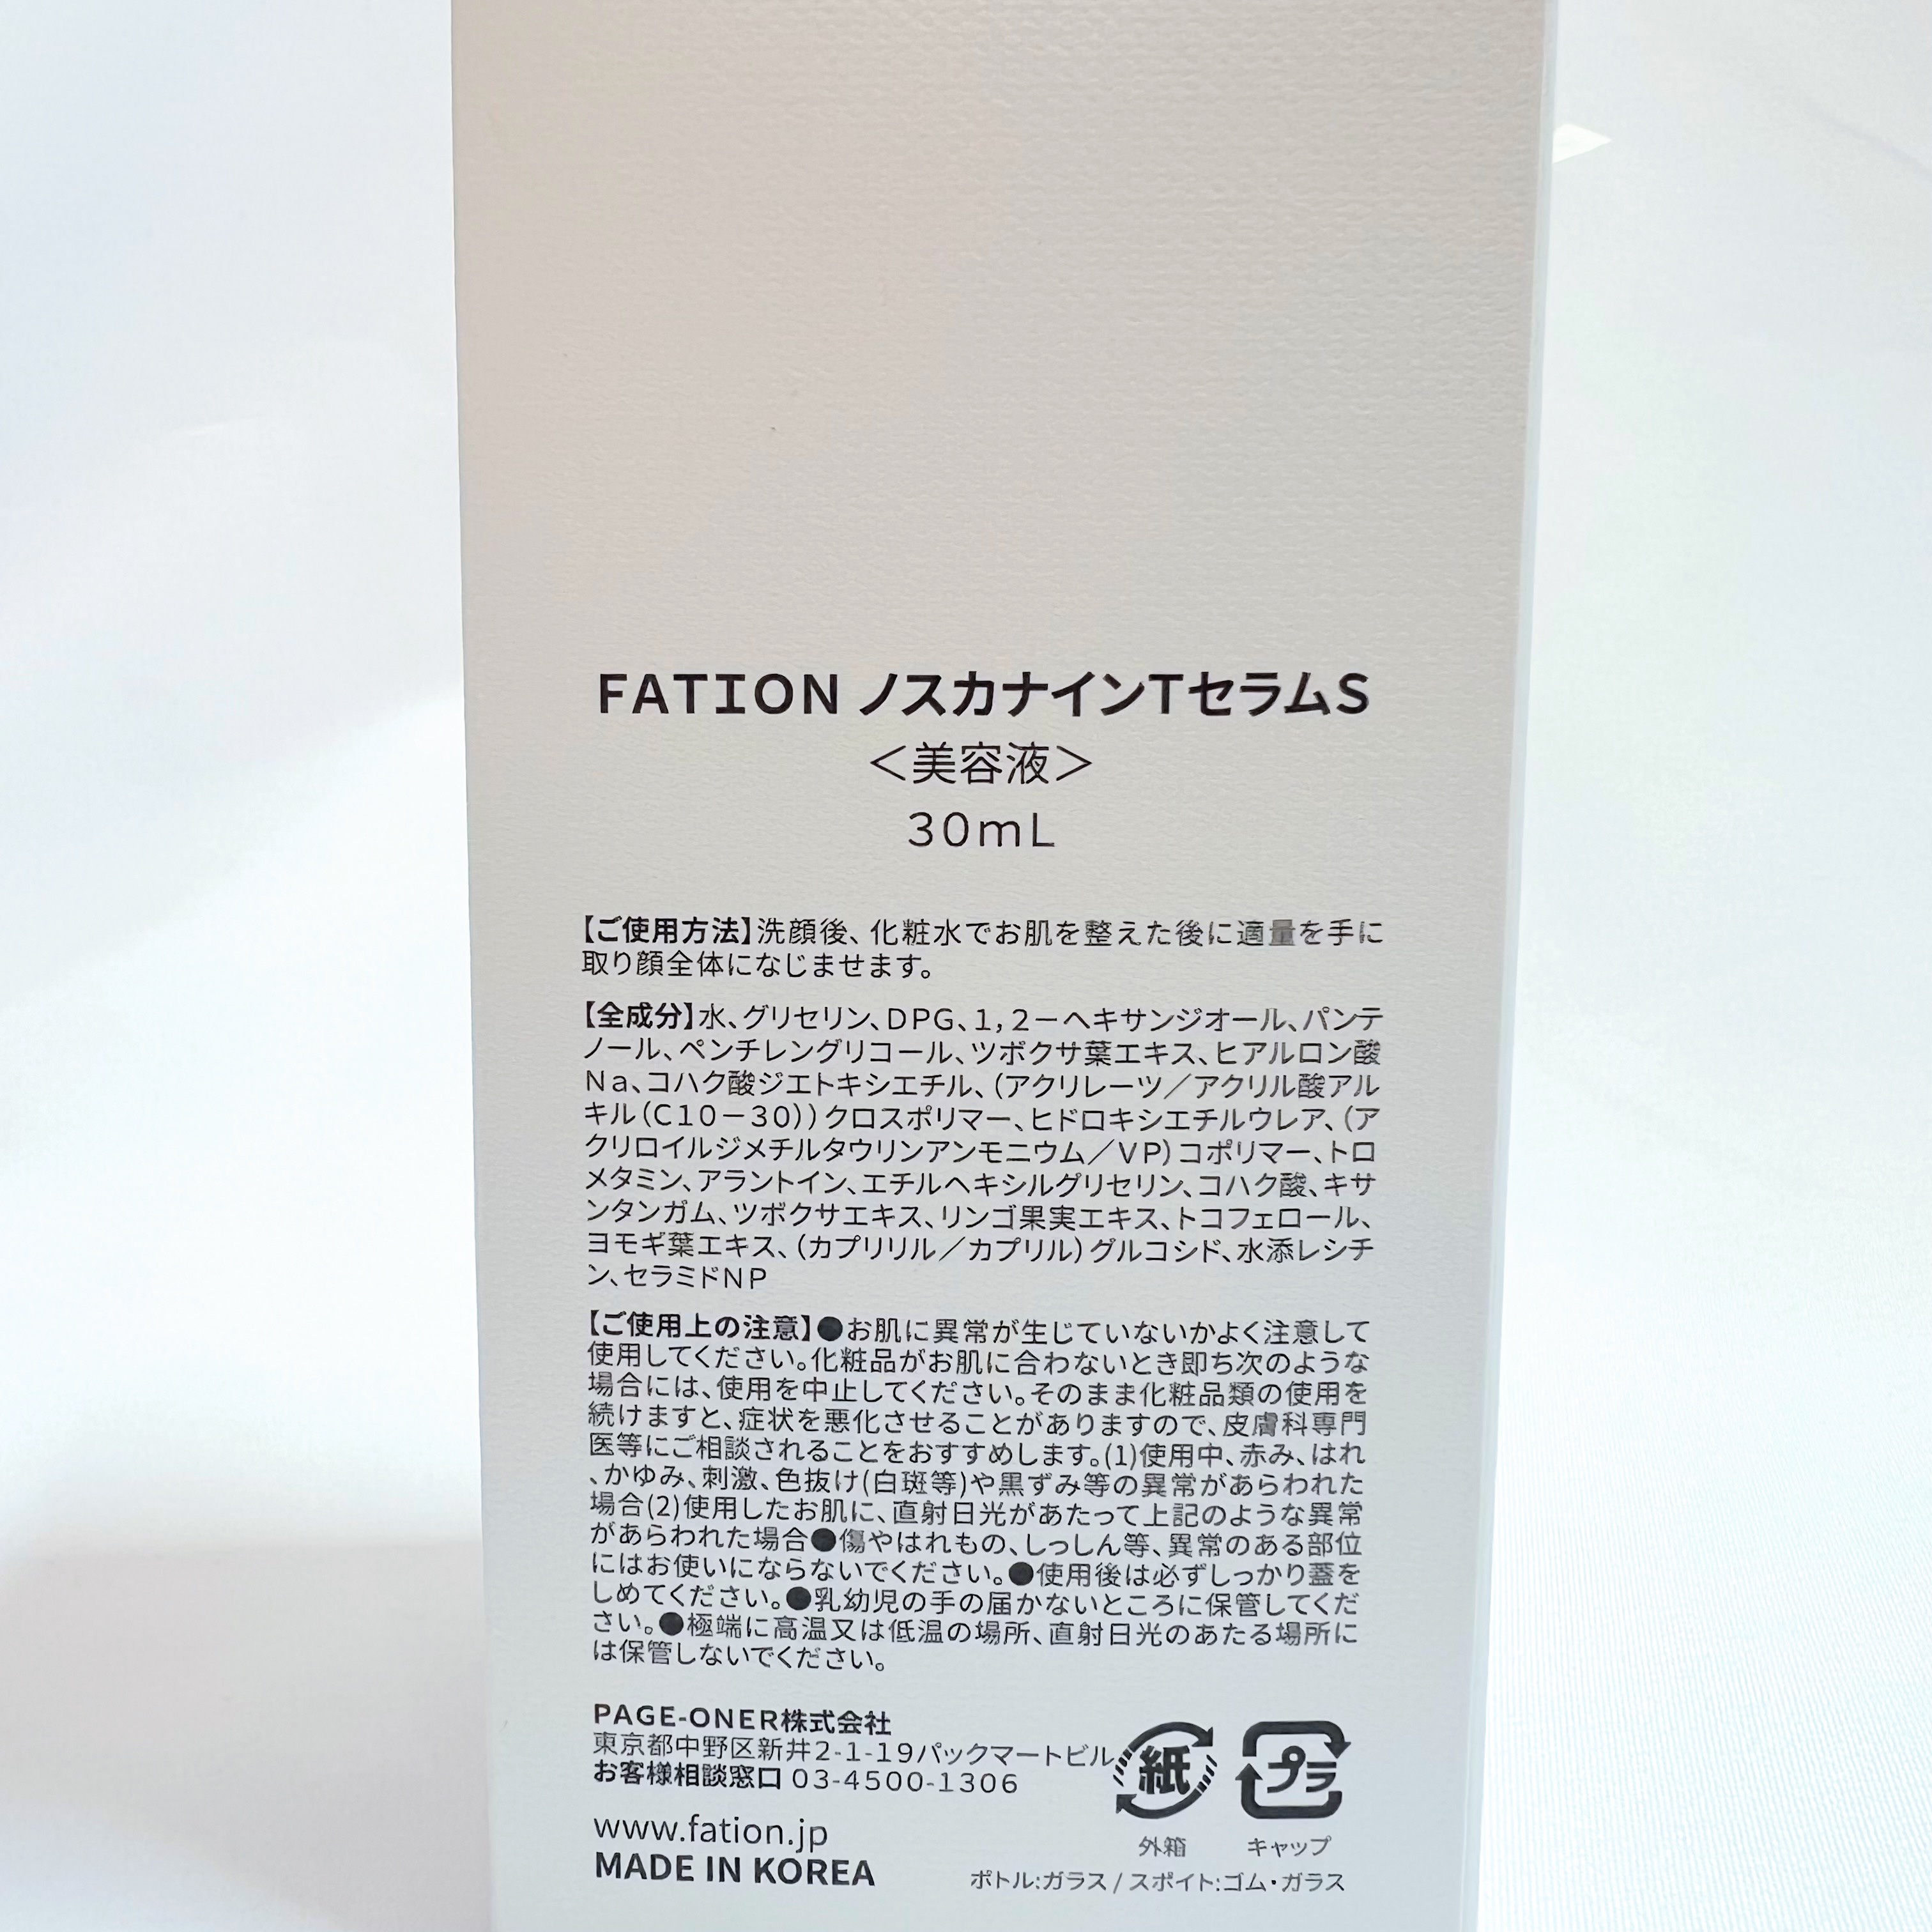 FATION ノスカナインTセラムS
＜美容液＞
30mL
【ご使用方法】洗顔後、化粧水でお肌を整えた後に適量を手に
取り顔全体になじませます。
【全成分】水、グリセリン、DPG、1,2－ヘキサンジオール、パンテ
ノール、ペンチレングリコール、ツボクサ葉エキス、ヒアルロン酸
Na、コハク酸ジエトキシエチル、(アクリレーツ／アクリル酸アル
キル(C10－30))クロスポリマー、ヒドロキシエチルウレア、(ア
クリロイルジメチルタウリンアンモニウム／VP)コポリマー、トロ
メタミン、アラントイン、エチルヘキシルグリセリン、コハク酸、キサ
ンタンガム、ツボクサエキス、リンゴ果実エキス、トコフェロール、
ヨモギ葉エキス、(カプリリル／カプリル)グルコシド、水添レシチ
ン、セラミドNP
【ご使用上の注意】●お肌に異常が生じていないかよく注意して
使用してください。化粧品がお肌に合わないとき即ち次のような
場合には、使用を中止してください。そのまま化粧品類の使用を
続けますと、症状を悪化させることがありますので、皮膚科専門
医等にご相談されることをおすすめします。(1)使用中、赤み、はれ
、かゆみ、刺激、色抜け(白斑等)や黒ずみ等の異常があらわれた
場合(2)使用したお肌に、直射日光があたって上記のような異常
があらわれた場合●傷やはれもの、しっしん等、異常のある部位
にはお使いにならないでください。●使用後は必ずしっかり蓋を
しめてください。●乳幼児の手の届かないところに保管してくだ
さい。●極端に高温又は低温の場所、直射日光のあたる場所に
は保管しないでください。
PAGE-ONER株式会社
東京都中野区新井2-1-19パックマートビル
お客様相談窓口 03-4500-1306
www.fation.jp
MADE IN KOREA
紙
プラ
外箱
キャップ
ボトル:ガラス / スポイト:ゴム・ガラス